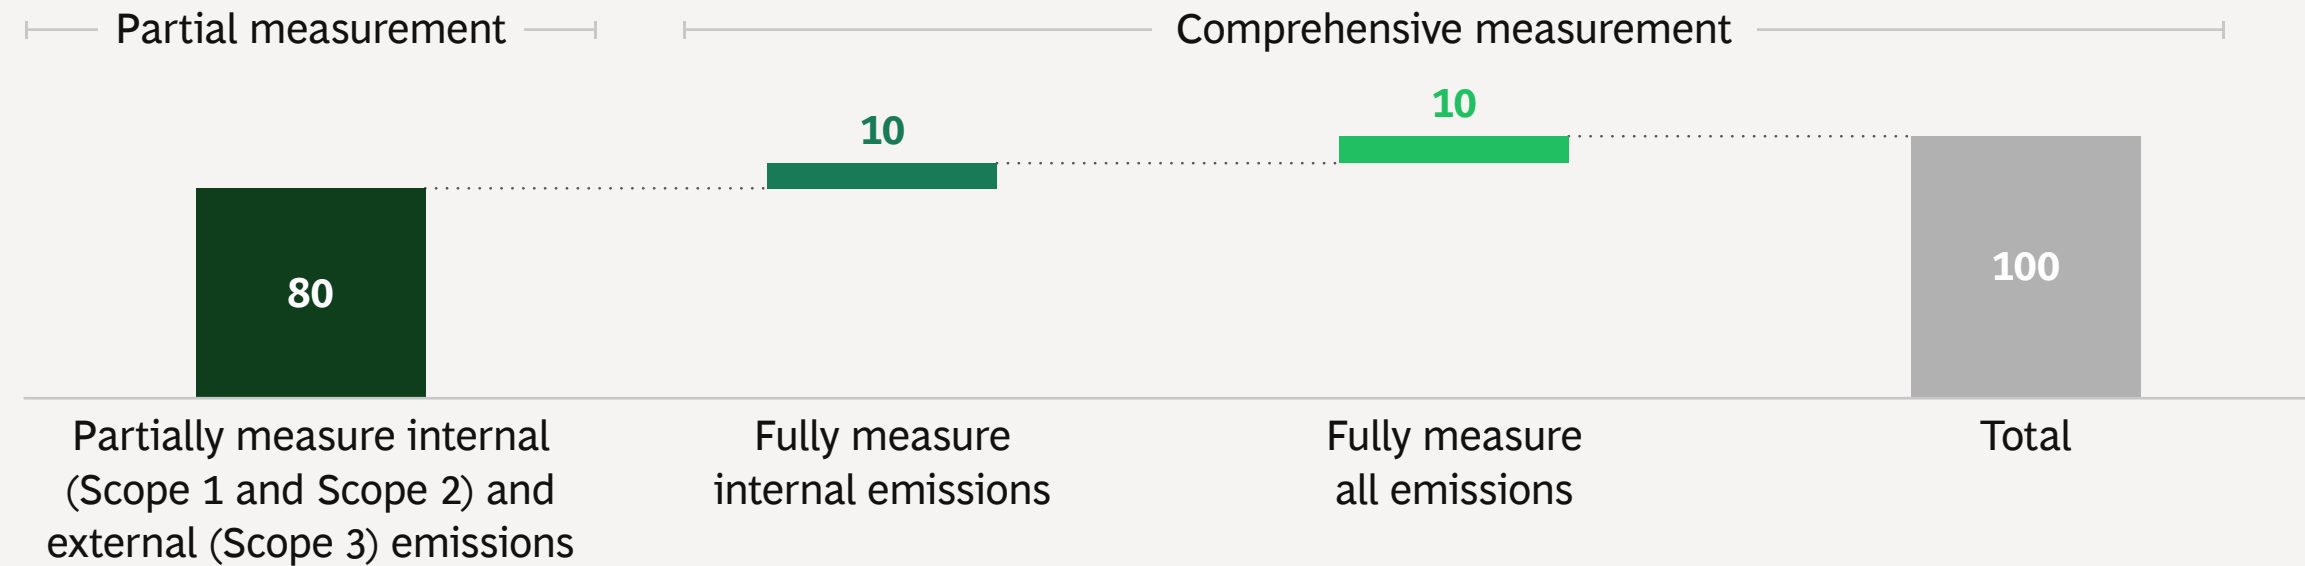 Partial measurement
Comprehensive measurement
10
10
80
100
Partially measure internal
(Scope 1 and Scope 2) and
external (Scope 3) emissions
Fully measure
internal emissions
Fully measure
all emissions
Total